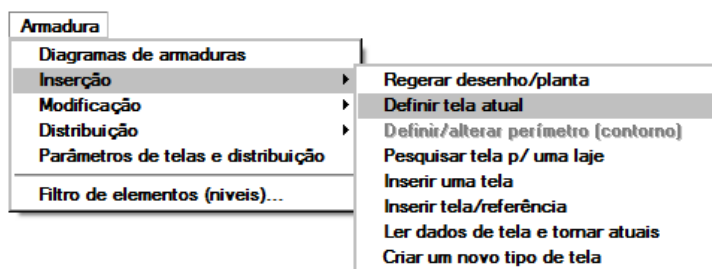 Armadura
Diagramas de armaduras
Inserção
Modificação
Distribuição
Parâmetros de telas e distribuição
Filtro de elementos (niveis)...
Regerar desenho/planta
Definir tela atual
Definir/alterar perímetro (contorno)
Pesquisar tela p/ uma laje
Inserir uma tela
Inserir tela/referência
Ler dados de tela e tornar atuais
Criar um novo tipo de tela